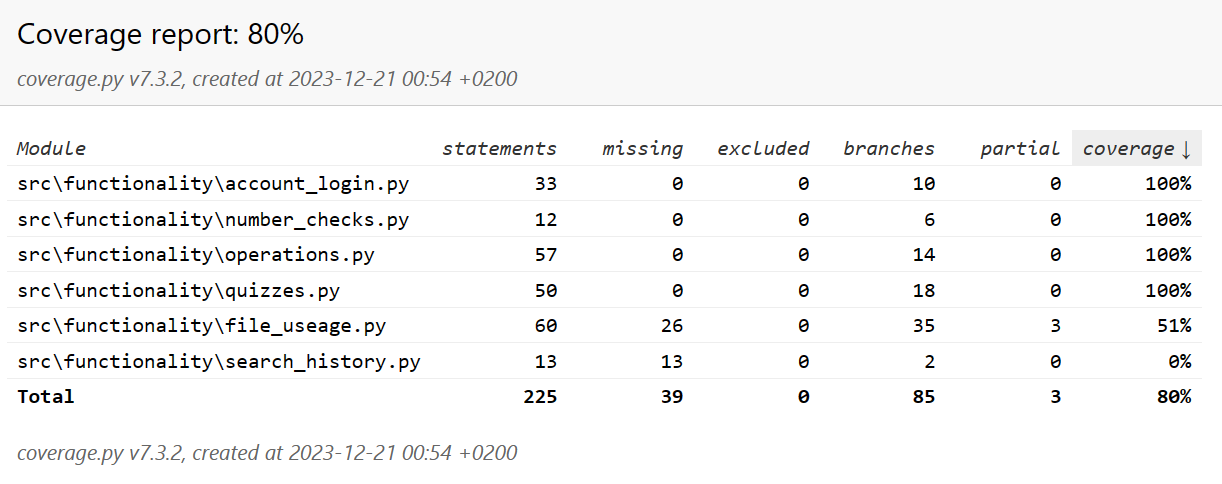 Coverage report: 80%
coverage.py v7.3.2, created at 2023-12-21 00:54 +0200
Module statements missing excluded branches partial coverage ↓
src\functionality\account_login.py 33 0 0 10 0 100%
src\functionality\number_checks.py 12 0 0 6 0 100%
src\functionality\operations.py 57 0 0 14 0 100%
src\functionality\quizzes.py 50 0 0 18 0 100%
src\functionality\file_useage.py 60 26 0 35 3 51%
src\functionality\search_history.py 13 13 0 2 0 0%
Total 225 39 0 85 3 80%
coverage.py v7.3.2, created at 2023-12-21 00:54 +0200